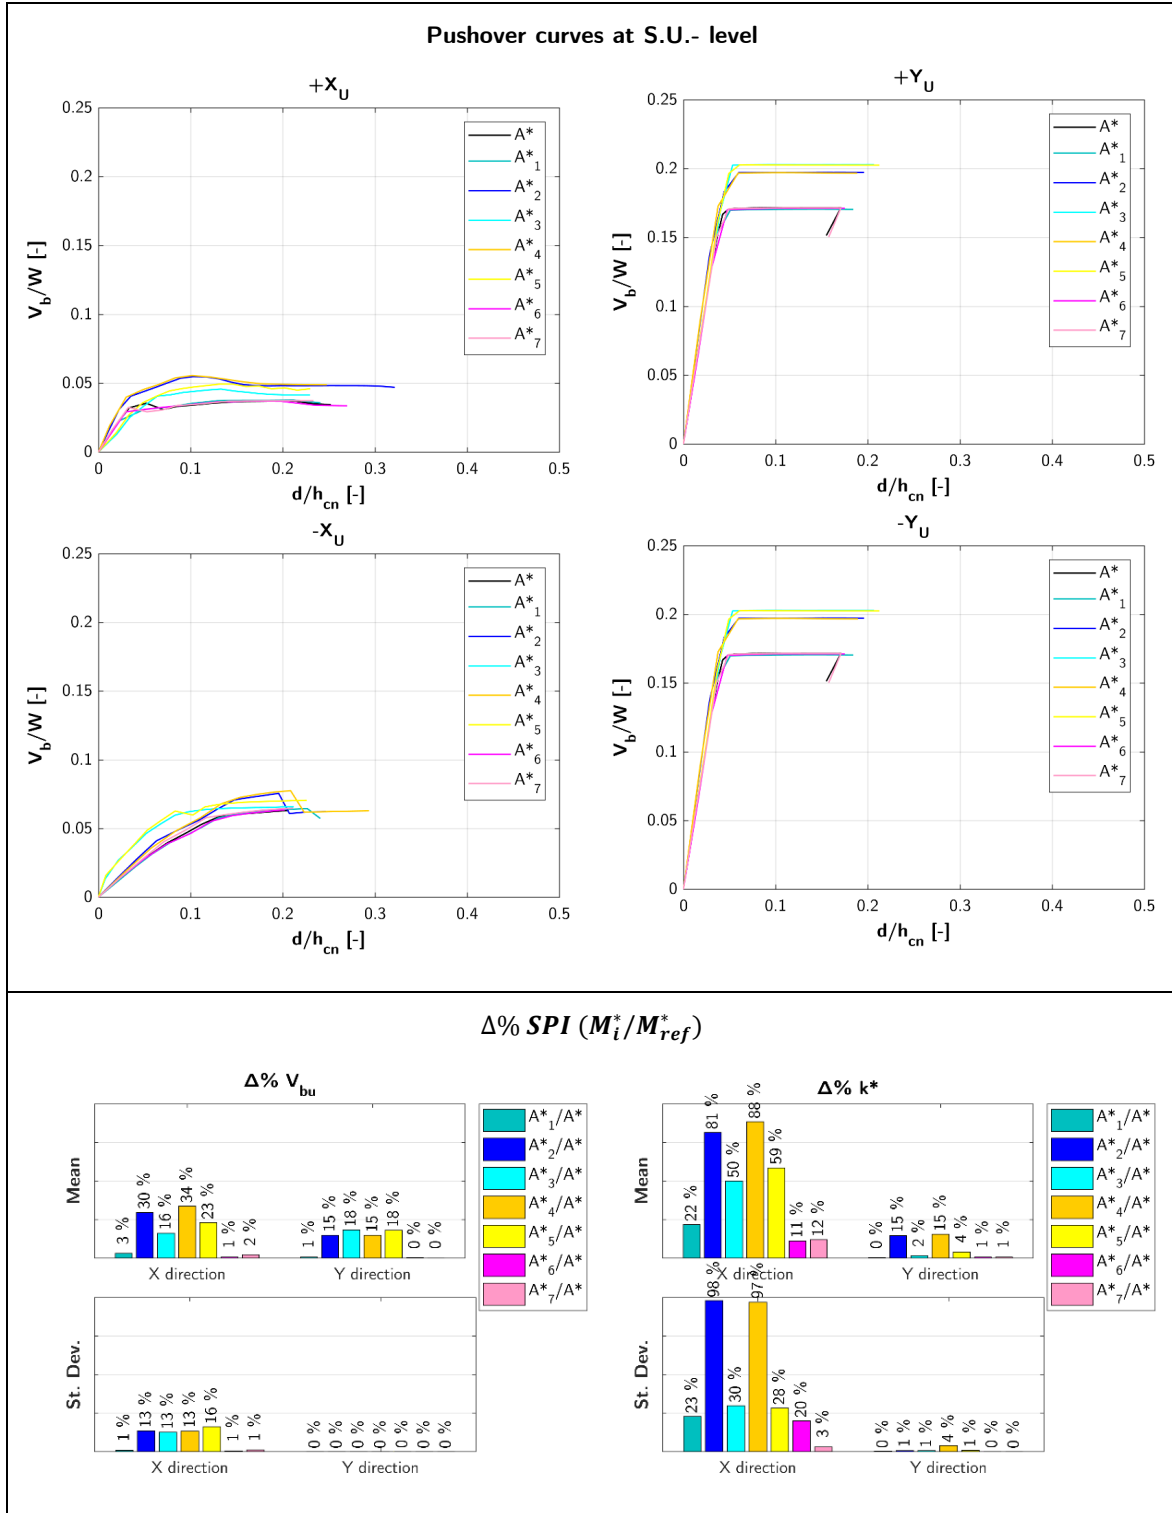 Pushover curves at S.U.- level
+X_U
0.25
0.2
0.15
0.1
0.05
0
V_b/W [-]
0 0.1 0.2 0.3 0.4 0.5
d/h_cn [-]
A*
A*_1
A*_2
A*_3
A*_4
A*_5
A*_6
A*_7
+Y_U
0.25
0.2
0.15
0.1
0.05
0
V_b/W [-]
0 0.1 0.2 0.3 0.4 0.5
d/h_cn [-]
A*
A*_1
A*_2
A*_3
A*_4
A*_5
A*_6
A*_7
-X_U
0.25
0.2
0.15
0.1
0.05
0
V_b/W [-]
0 0.1 0.2 0.3 0.4 0.5
d/h_cn [-]
A*
A*_1
A*_2
A*_3
A*_4
A*_5
A*_6
A*_7
-Y_U
0.25
0.2
0.15
0.1
0.05
0
V_b/W [-]
0 0.1 0.2 0.3 0.4 0.5
d/h_cn [-]
A*
A*_1
A*_2
A*_3
A*_4
A*_5
A*_6
A*_7
Δ% SPI (M*_i/M*_ref)
Δ% V_bu
Mean
3 % 30 % 16 % 34 % 23 % 1 % 2 %
1 % 15 % 18 % 15 % 18 % 0 % 0 %
X direction Y direction
St. Dev.
1 % 13 % 13 % 13 % 16 % 1 % 1 %
0 % 0 % 0 % 0 % 0 % 0 % 0 %
X direction Y direction
A*_1/A*
A*_2/A*
A*_3/A*
A*_4/A*
A*_5/A*
A*_6/A*
A*_7/A*
Δ% k*
Mean
22 % 81 % 50 % 88 % 59 % 11 % 12 %
0 % 15 % 2 % 15 % 4 % 1 % 1 %
X direction Y direction
St. Dev.
23 % 98 % 30 % 97 % 28 % 20 % 3 %
0 % 1 % 1 % 4 % 1 % 0 % 0 %
X direction Y direction
A*_1/A*
A*_2/A*
A*_3/A*
A*_4/A*
A*_5/A*
A*_6/A*
A*_7/A*